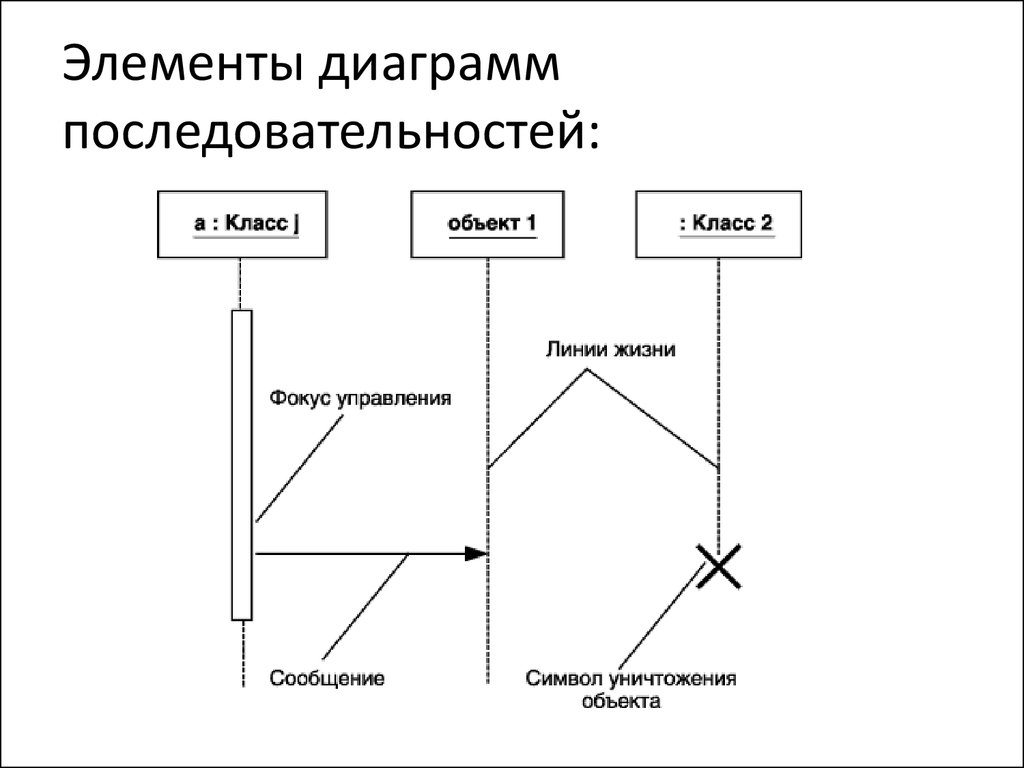 Элементы диаграмм
последовательностей:
а : Класс j
объект 1
: Класс 2
Линии жизни
Фокус управления
Сообщение
Символ уничтожения
объекта